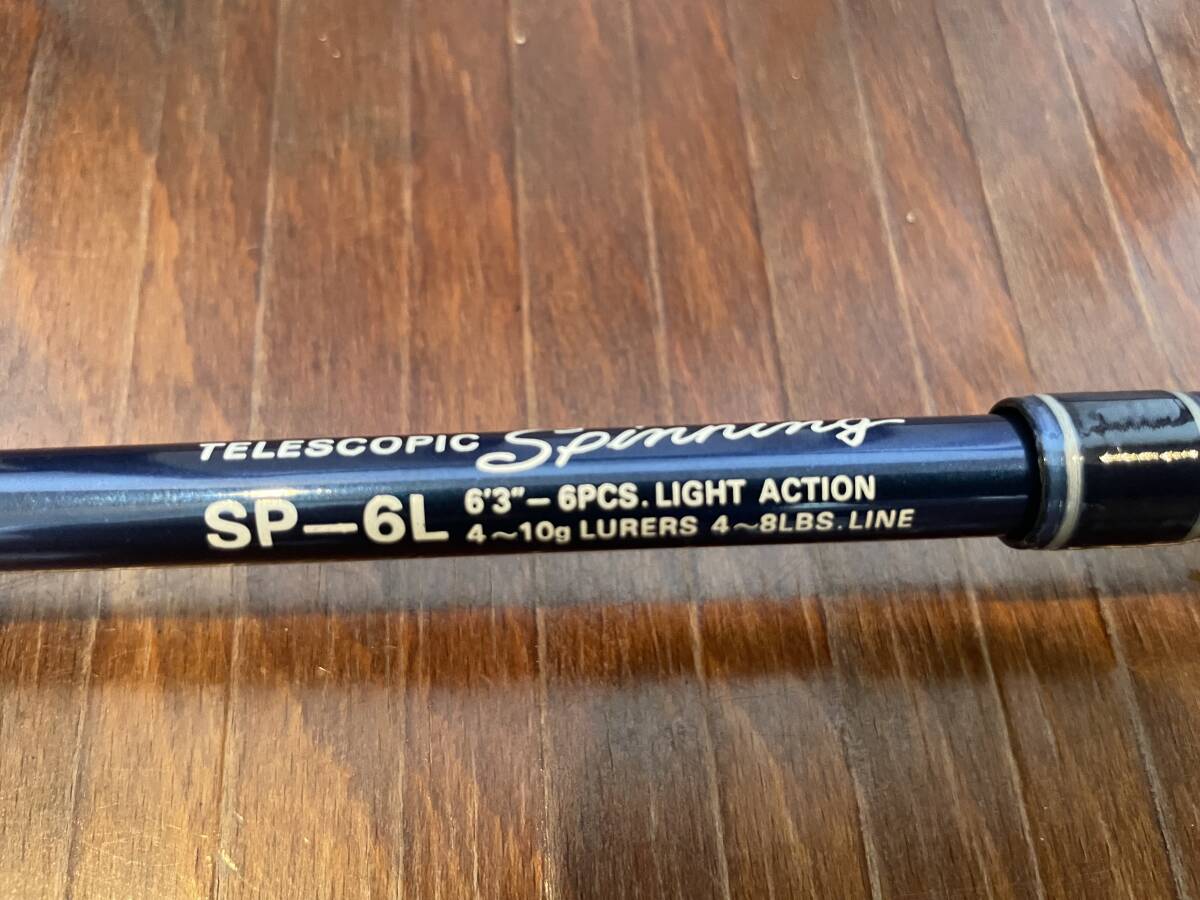 TELESCOPIC Spinning
SP-6L
6'3"-6PCS. LIGHT ACTION
4~10g LURERS 4~8LBS. LINE